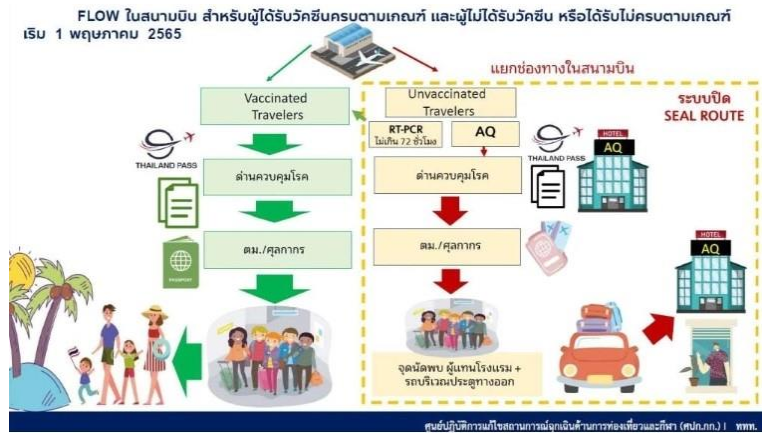 FLOW ในสนามบิน สำหรับผู้ได้รับวัคซีนครบตามเกณฑ์ และผู้ไม่ได้รับวัคซีน หรือได้รับไม่ครบตามเกณฑ์
เริ่ม 1 พฤษภาคม 2565
แยกช่องทางในสนามบิน
Vaccinated
Travelers
Unvaccinated
Travelers
ระบบปิด
SEAL ROUTE
RT-PCR
ไม่เกิน 72 ชั่วโมง
AQ
THAILAND PASS
THAILAND PASS
HOTEL
AQ
ด่านควบคุมโรค
ด่านควบคุมโรค
ตม./ศุลกากร
ตม./ศุลกากร
PASSPORT
HOTEL
AQ
จุดนัดพบ ผู้แทนโรงแรม +
รถบริเวณประตูทางออก
ศูนย์ปฏิบัติการแก้ไขสถานการณ์ฉุกเฉินด้านการท่องเที่ยวและกีฬา (ศปก.กก.) I ททท.